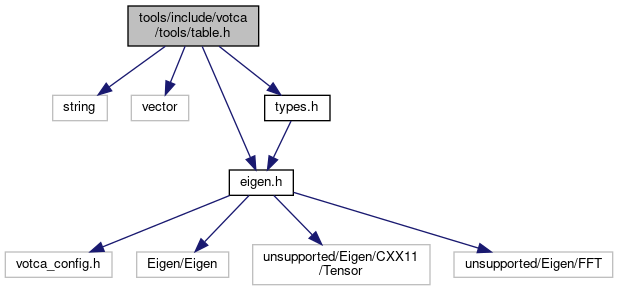 tools/include/votca
/tools/table.h
string
vector
types.h
eigen.h
votca_config.h
Eigen/Eigen
unsupported/Eigen/CXX11
/Tensor
unsupported/Eigen/FFT